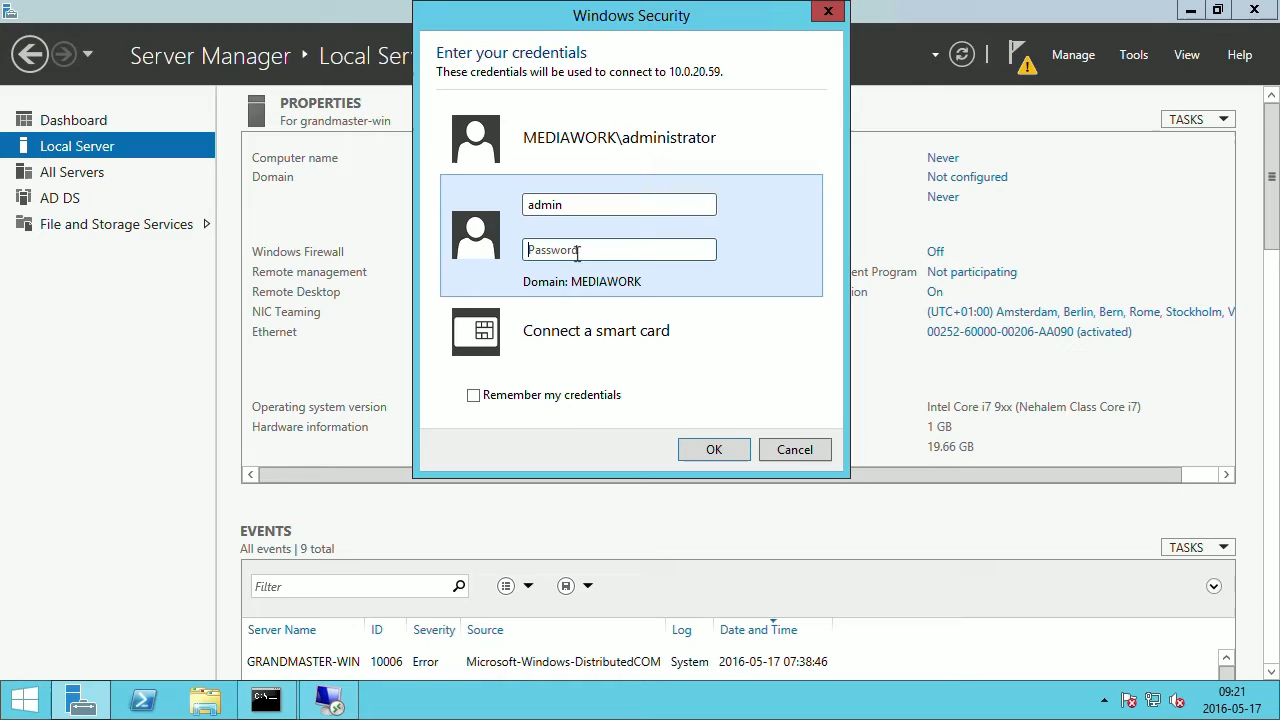 Windows Security
x
Server Manager ‣ Local Ser
Manage Tools View Help
Enter your credentials
These credentials will be used to connect to 10.0.20.59.
MEDIAWORK\administrator
admin
Password
Domain: MEDIAWORK
Connect a smart card
Remember my credentials
OK Cancel
Dashboard
Local Server
All Servers
AD DS
File and Storage Services
PROPERTIES
For grandmaster-win
TASKS
Computer name
Never
Domain
Not configured
Never
Windows Firewall
Off
Remote management
ent Program Not participating
Remote Desktop
ion On
NIC Teaming
(UTC+01:00) Amsterdam, Berlin, Bern, Rome, Stockholm, V
Ethernet
00252-60000-00206-AA090 (activated)
Operating system version
Intel Core i7 9xx (Nehalem Class Core i7)
Hardware information
1 GB
19.66 GB
EVENTS
All events | 9 total
TASKS
Filter
Server Name ID Severity Source Log Date and Time
GRANDMASTER-WIN 10006 Error Microsoft-Windows-DistributedCOM System 2016-05-17 07:38:46
09:21
2016-05-17